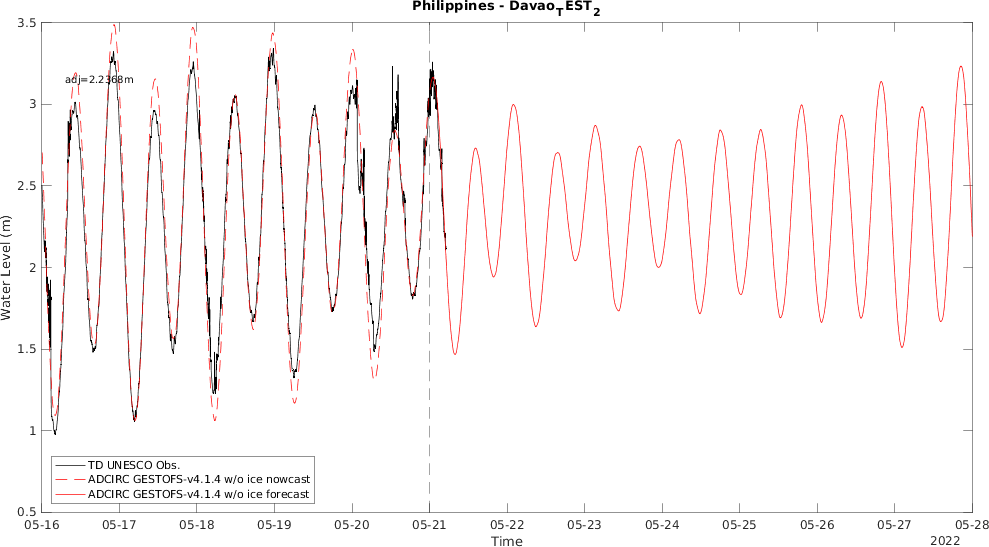 Philippines - Davao_TEST_2
3.5
3
2.5
2
1.5
1
0.5
adj=2.2368m
Water Level (m)
TD UNESCO Obs.
ADCIRC GESTOFS-v4.1.4 w/o ice nowcast
ADCIRC GESTOFS-v4.1.4 w/o ice forecast
05-16 05-17 05-18 05-19 05-20 05-21 05-22 05-23 05-24 05-25 05-26 05-27 05-28
Time
2022